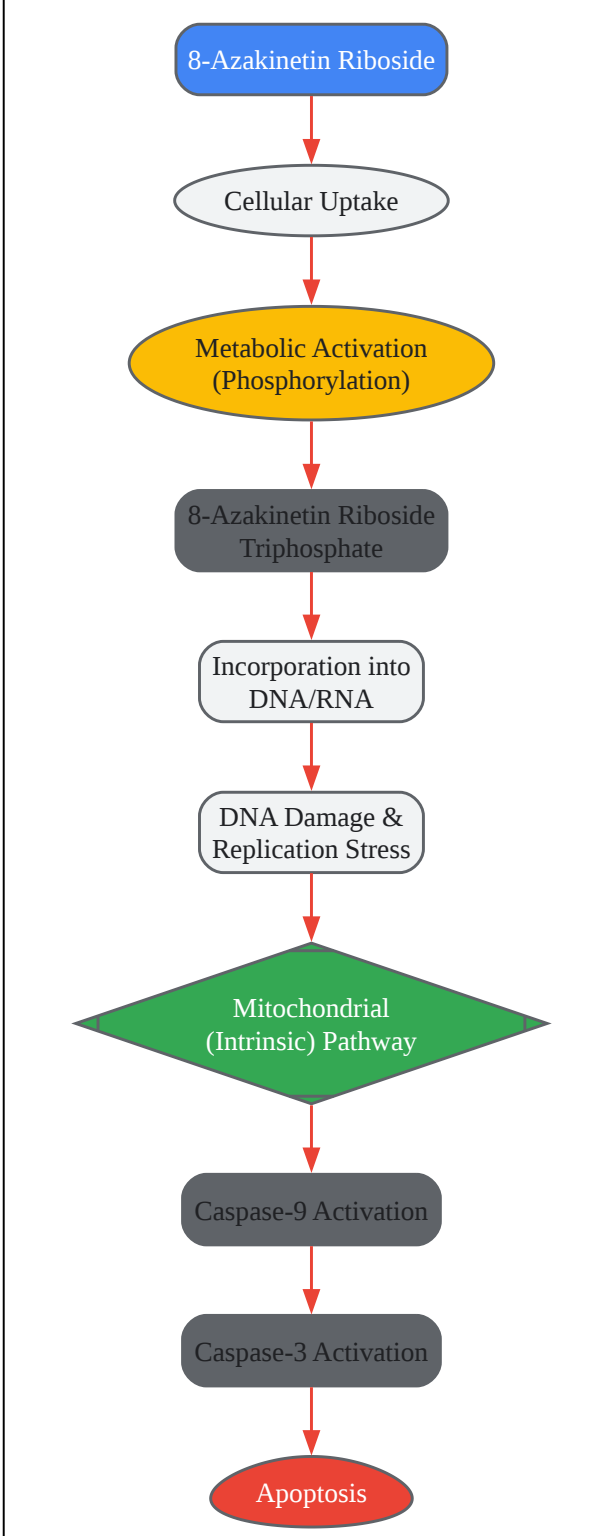 8-Azakinetin Riboside
Cellular Uptake
Metabolic Activation
(Phosphorylation)
8-Azakinetin Riboside
Triphosphate
Incorporation into
DNA/RNA
DNA Damage &
Replication Stress
Mitochondrial
(Intrinsic) Pathway
Caspase-9 Activation
Caspase-3 Activation
Apoptosis